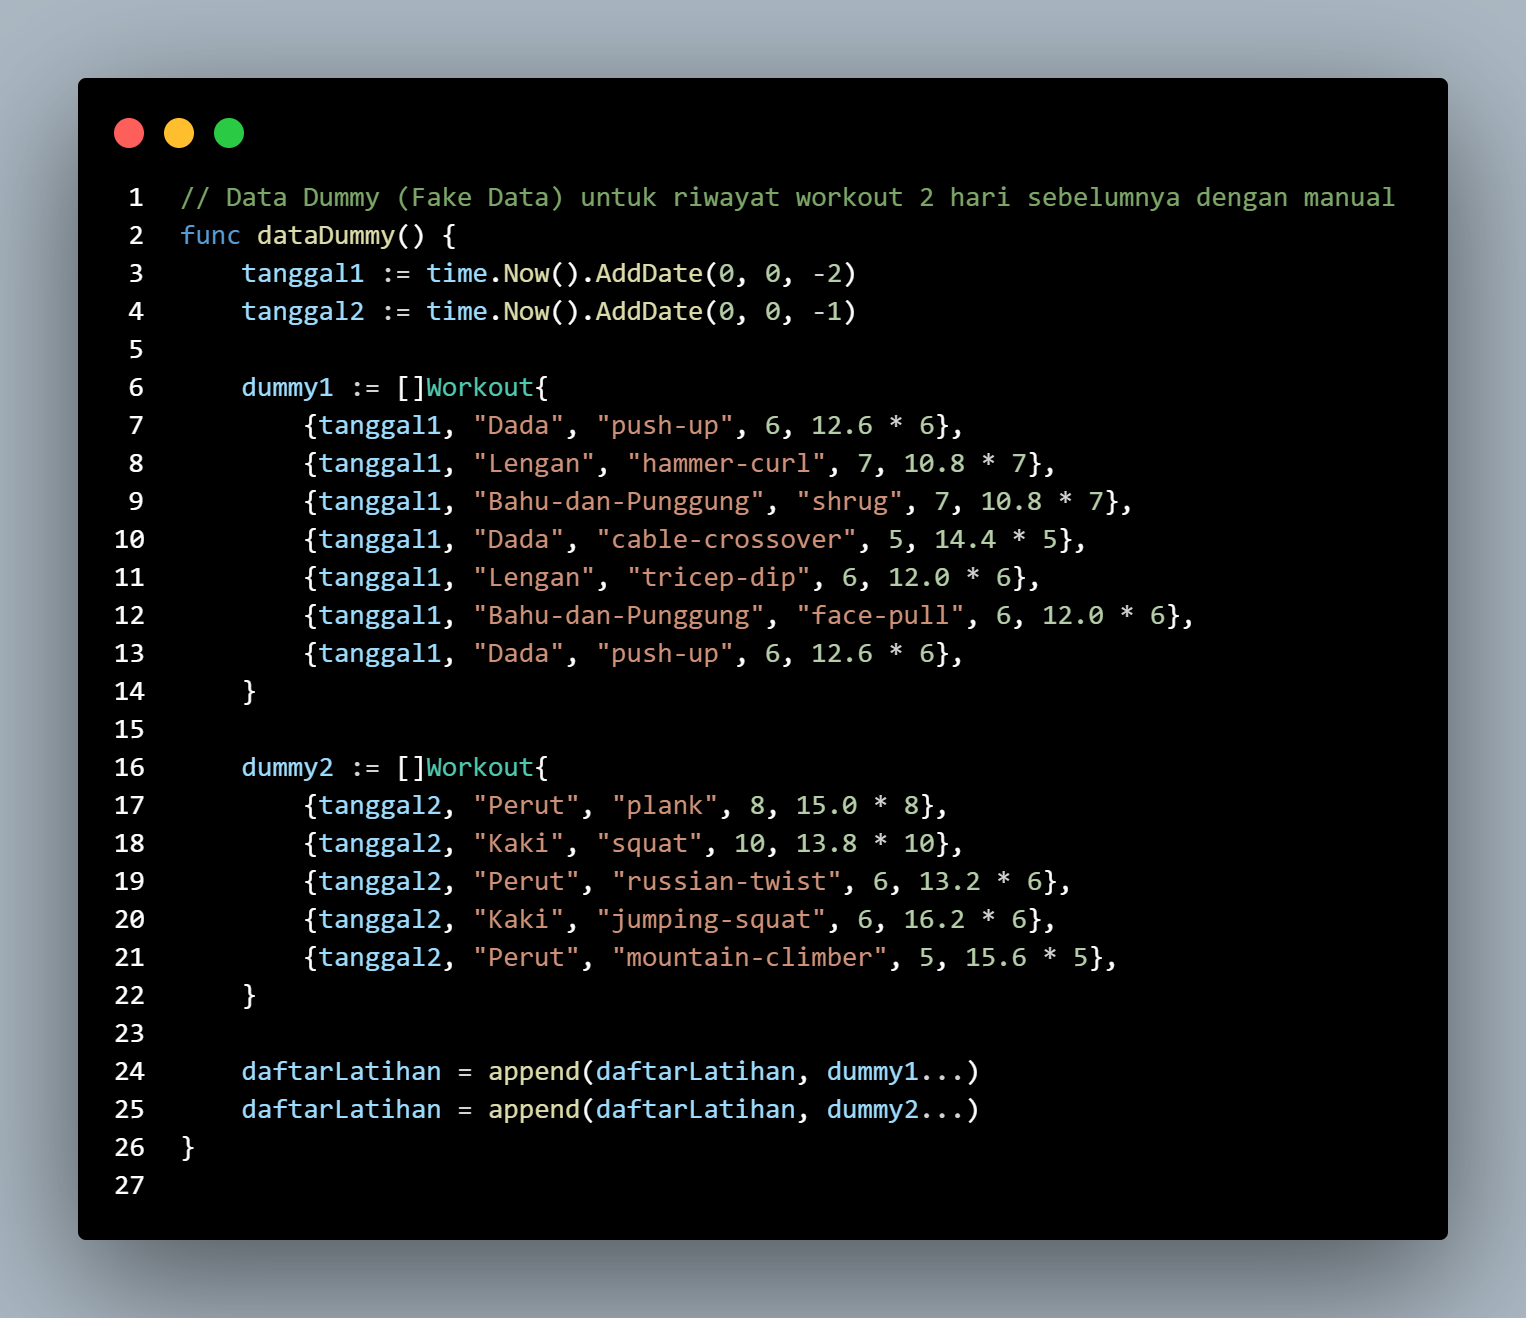 1 // Data Dummy (Fake Data) untuk riwayat workout 2 hari sebelumnya dengan manual
2 func dataDummy() {
3     tanggal1 := time.Now().AddDate(0, 0, -2)
4     tanggal2 := time.Now().AddDate(0, 0, -1)
5
6     dummy1 := []Workout{
7         {tanggal1, "Dada", "push-up", 6, 12.6 * 6},
8         {tanggal1, "Lengan", "hammer-curl", 7, 10.8 * 7},
9         {tanggal1, "Bahu-dan-Punggung", "shrug", 7, 10.8 * 7},
10         {tanggal1, "Dada", "cable-crossover", 5, 14.4 * 5},
11         {tanggal1, "Lengan", "tricep-dip", 6, 12.0 * 6},
12         {tanggal1, "Bahu-dan-Punggung", "face-pull", 6, 12.0 * 6},
13         {tanggal1, "Dada", "push-up", 6, 12.6 * 6},
14     }
15
16     dummy2 := []Workout{
17         {tanggal2, "Perut", "plank", 8, 15.0 * 8},
18         {tanggal2, "Kaki", "squat", 10, 13.8 * 10},
19         {tanggal2, "Perut", "russian-twist", 6, 13.2 * 6},
20         {tanggal2, "Kaki", "jumping-squat", 6, 16.2 * 6},
21         {tanggal2, "Perut", "mountain-climber", 5, 15.6 * 5},
22     }
23
24     daftarLatihan = append(daftarLatihan, dummy1...)
25     daftarLatihan = append(daftarLatihan, dummy2...)
26 }
27